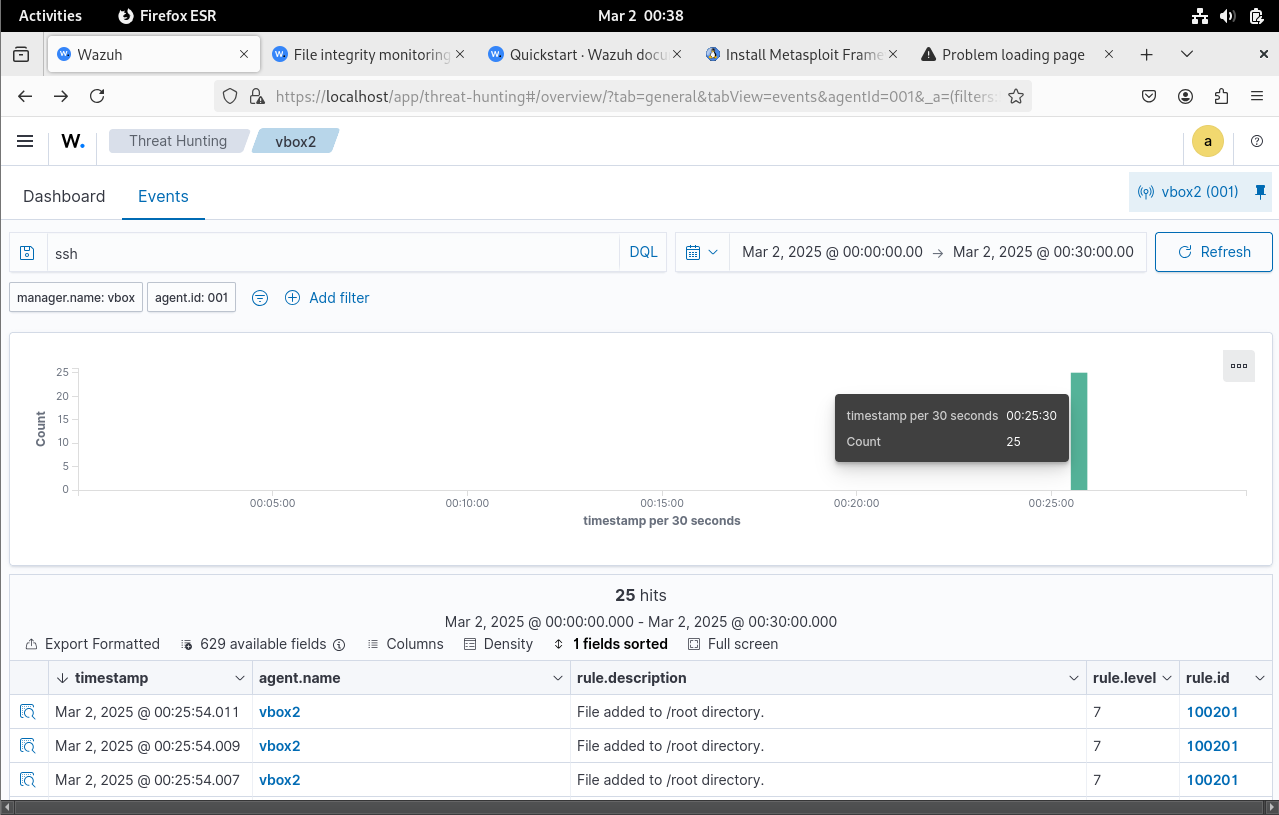 Activities Firefox ESR Mar 2 00:38
Wazuh File integrity monitoring Quickstart · Wazuh docu Install Metasploit Frame Problem loading page
https://localhost/app/threat-hunting#/overview/?tab=general&tabView=events&agentId=001&_a=(filters:
W. Threat Hunting vbox2 a
Dashboard Events vbox2 (001)
ssh DQL Mar 2, 2025 @ 00:00:00.00 → Mar 2, 2025 @ 00:30:00.00 Refresh
manager.name: vbox agent.id: 001 Add filter
25
20
15
10
5
0
Count
timestamp per 30 seconds 00:25:30
Count 25
00:05:00 00:10:00 00:15:00 00:20:00 00:25:00
timestamp per 30 seconds
25 hits
Mar 2, 2025 @ 00:00:00.000 - Mar 2, 2025 @ 00:30:00.000
Export Formatted 629 available fields Columns Density 1 fields sorted Full screen
timestamp agent.name rule.description rule.level rule.id
Mar 2, 2025 @ 00:25:54.011 vbox2 File added to /root directory. 7 100201
Mar 2, 2025 @ 00:25:54.009 vbox2 File added to /root directory. 7 100201
Mar 2, 2025 @ 00:25:54.007 vbox2 File added to /root directory. 7 100201